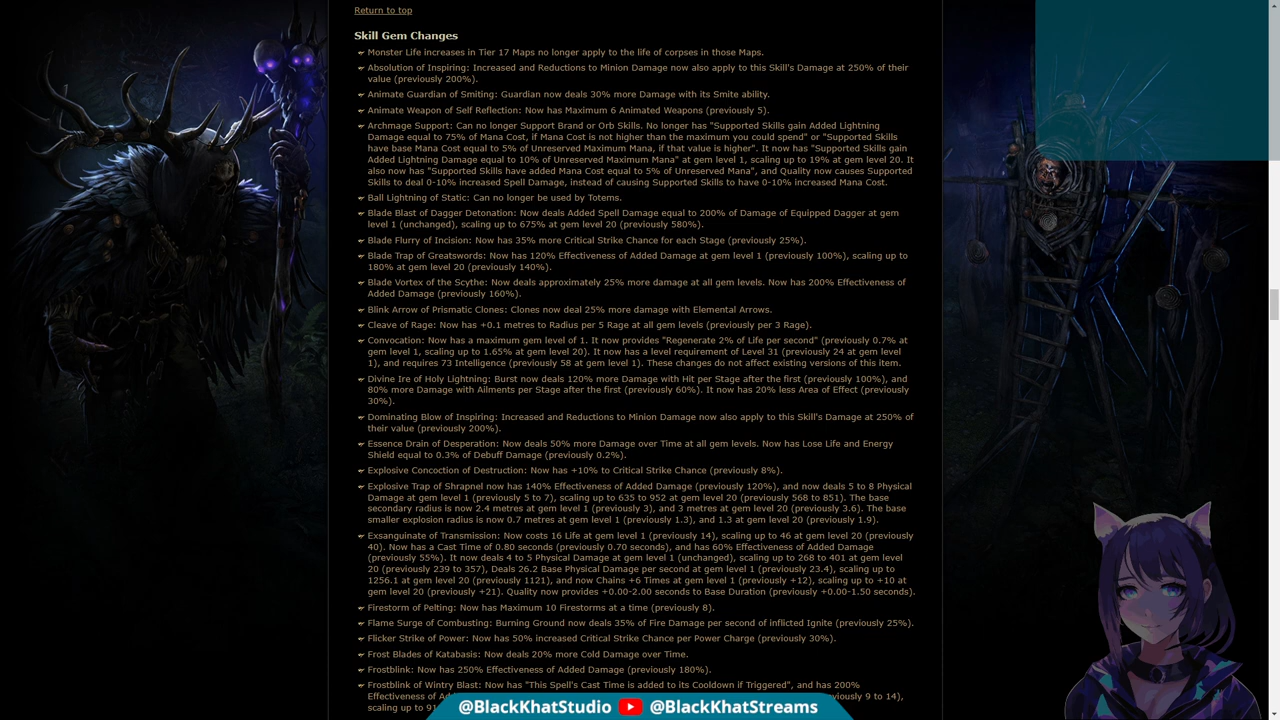 Return to top
Skill Gem Changes
Monster Life increases in Tier 17 Maps no longer apply to the life of corpses in those Maps.
Absolution of Inspiring: Increased and Reductions to Minion Damage now also apply to this Skill's Damage at 250% of their
value (previously 200%).
Animate Guardian of Smiting: Guardian now deals 30% more Damage with its Smite ability.
Animate Weapon of Self Reflection: Now has Maximum 6 Animated Weapons (previously 5).
Archmage Support: Can no longer Support Brand or Orb Skills. No longer has "Supported Skills gain Added Lightning
Damage equal to 75% of Mana Cost, if Mana Cost is not higher than the maximum you could spend" or "Supported Skills
have base Mana Cost equal to 5% of Unreserved Maximum Mana, if that value is higher". It now has "Supported Skills gain
Added Lightning Damage equal to 10% of Unreserved Maximum Mana" at gem level 1, scaling up to 19% at gem level 20. It
also now has "Supported Skills have added Mana Cost equal to 5% of Unreserved Mana", and Quality now causes Supported
Skills to deal 0-10% increased Spell Damage, instead of causing Supported Skills to have 0-10% increased Mana Cost.
Ball Lightning of Static: Can no longer be used by Totems.
Blade Blast of Dagger Detonation: Now deals Added Spell Damage equal to 200% of Damage of Equipped Dagger at gem
level 1 (unchanged), scaling up to 675% at gem level 20 (previously 580%).
Blade Flurry of Incision: Now has 35% more Critical Strike Chance for each Stage (previously 25%).
Blade Trap of Greatswords: Now has 120% Effectiveness of Added Damage at gem level 1 (previously 100%), scaling up to
180% at gem level 20 (previously 140%).
Blade Vortex of the Scythe: Now deals approximately 25% more damage at all gem levels. Now has 200% Effectiveness of
Added Damage (previously 160%).
Blink Arrow of Prismatic Clones: Clones now deal 25% more damage with Elemental Arrows.
Cleave of Rage: Now has +0.1 metres to Radius per 5 Rage at all gem levels (previously per 3 Rage).
Convocation: Now has a maximum gem level of 1. It now provides "Regenerate 2% of Life per second" (previously 0.7% at
gem level 1, scaling up to 1.65% at gem level 20). It now has a level requirement of Level 31 (previously 24 at gem level
1), and requires 73 Intelligence (previously 58 at gem level 1). These changes do not affect existing versions of this item.
Divine Ire of Holy Lightning: Burst now deals 120% more Damage with Hit per Stage after the first (previously 100%), and
80% more Damage with Ailments per Stage after the first (previously 60%). It now has 20% less Area of Effect (previously
30%).
Dominating Blow of Inspiring: Increased and Reductions to Minion Damage now also apply to this Skill's Damage at 250% of
their value (previously 200%).
Essence Drain of Desperation: Now deals 50% more Damage over Time at all gem levels. Now has Lose Life and Energy
Shield equal to 0.3% of Debuff Damage (previously 0.2%).
Explosive Concoction of Destruction: Now has +10% to Critical Strike Chance (previously 8%).
Explosive Trap of Shrapnel now has 140% Effectiveness of Added Damage (previously 120%), and now deals 5 to 8 Physical
Damage at gem level 1 (previously 5 to 7), scaling up to 635 to 952 at gem level 20 (previously 568 to 851). The base
secondary radius is now 2.4 metres at gem level 1 (previously 3), and 3 metres at gem level 20 (previously 3.6). The base
smaller explosion radius is now 0.7 metres at gem level 1 (previously 1.3), and 1.3 at gem level 20 (previously 1.9).
Exsanguinate of Transmission: Now costs 16 Life at gem level 1 (previously 14), scaling up to 46 at gem level 20 (previously
40). Now has a Cast Time of 0.80 seconds (previously 0.70 seconds), and has 60% Effectiveness of Added Damage
(previously 55%). It now deals 4 to 5 Physical Damage at gem level 1 (unchanged), scaling up to 268 to 401 at gem level
20 (previously 239 to 357), Deals 26.2 Base Physical Damage per second at gem level 1 (previously 23.4), scaling up to
1256.1 at gem level 20 (previously 1121), and now Chains +6 Times at gem level 1 (previously +12), scaling up to +10 at
gem level 20 (previously +21). Quality now provides +0.00-2.00 seconds to Base Duration (previously +0.00-1.50 seconds).
Firestorm of Pelting: Now has Maximum 10 Firestorms at a time (previously 8).
Flame Surge of Combusting: Burning Ground now deals 35% of Fire Damage per second of inflicted Ignite (previously 25%).
Flicker Strike of Power: Now has 50% increased Critical Strike Chance per Power Charge (previously 30%).
Frost Blades of Katabasis: Now deals 20% more Cold Damage over Time.
Frostblink: Now has 250% Effectiveness of Added Damage (previously 180%).
Frostblink of Wintry Blast: Now has "This Spell's Cast Time is added to its Cooldown if Triggered", and has 200%
Effectiveness of Ad viously 9 to 14),
scaling up to 91
@BlackKhatStudio @BlackKhatStreams